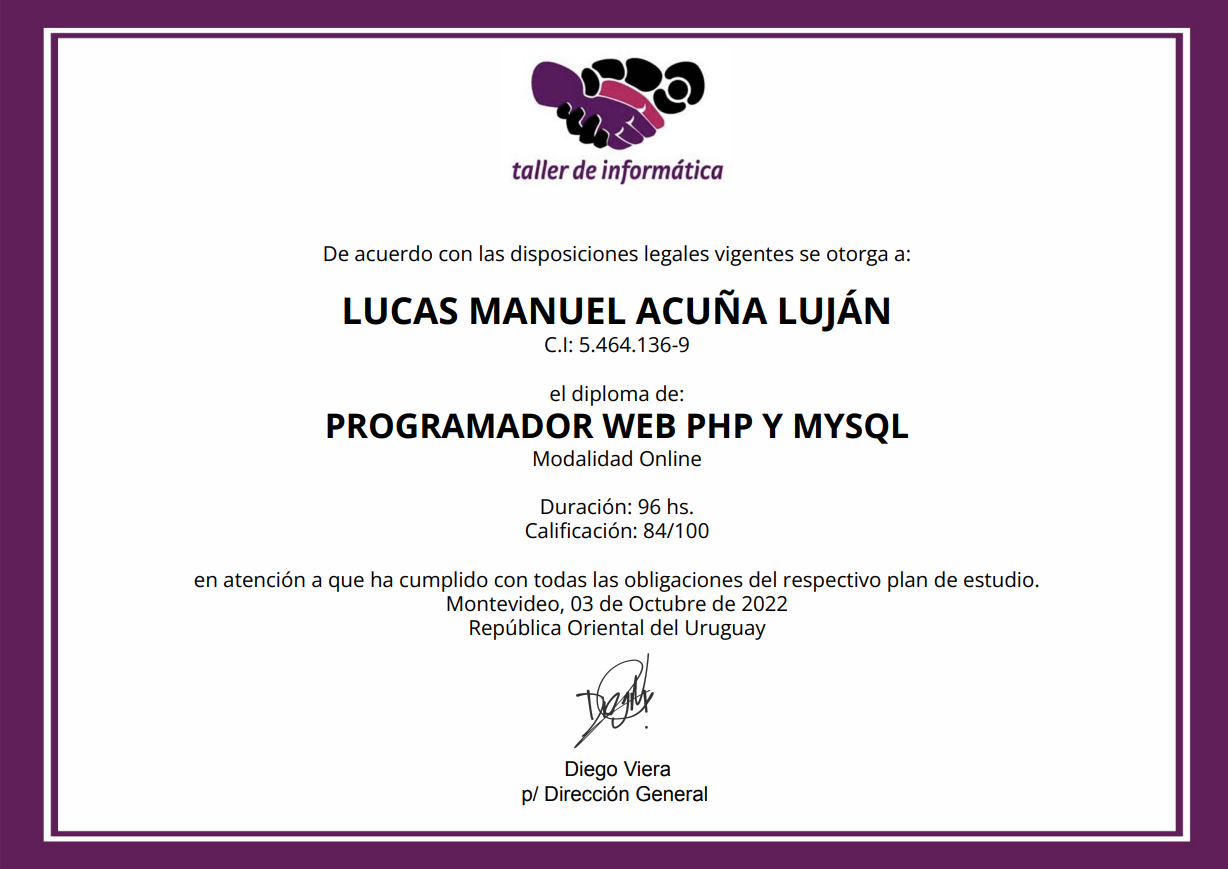 taller de informática
De acuerdo con las disposiciones legales vigentes se otorga a:
LUCAS MANUEL ACUÑA LUJÁN
C.I: 5.464.136-9
el diploma de:
PROGRAMADOR WEB PHP Y MYSQL
Modalidad Online
Duración: 96 hs.
Calificación: 84/100
en atención a que ha cumplido con todas las obligaciones del respectivo plan de estudio.
Montevideo, 03 de Octubre de 2022
República Oriental del Uruguay
Diego Viera
p/ Dirección General